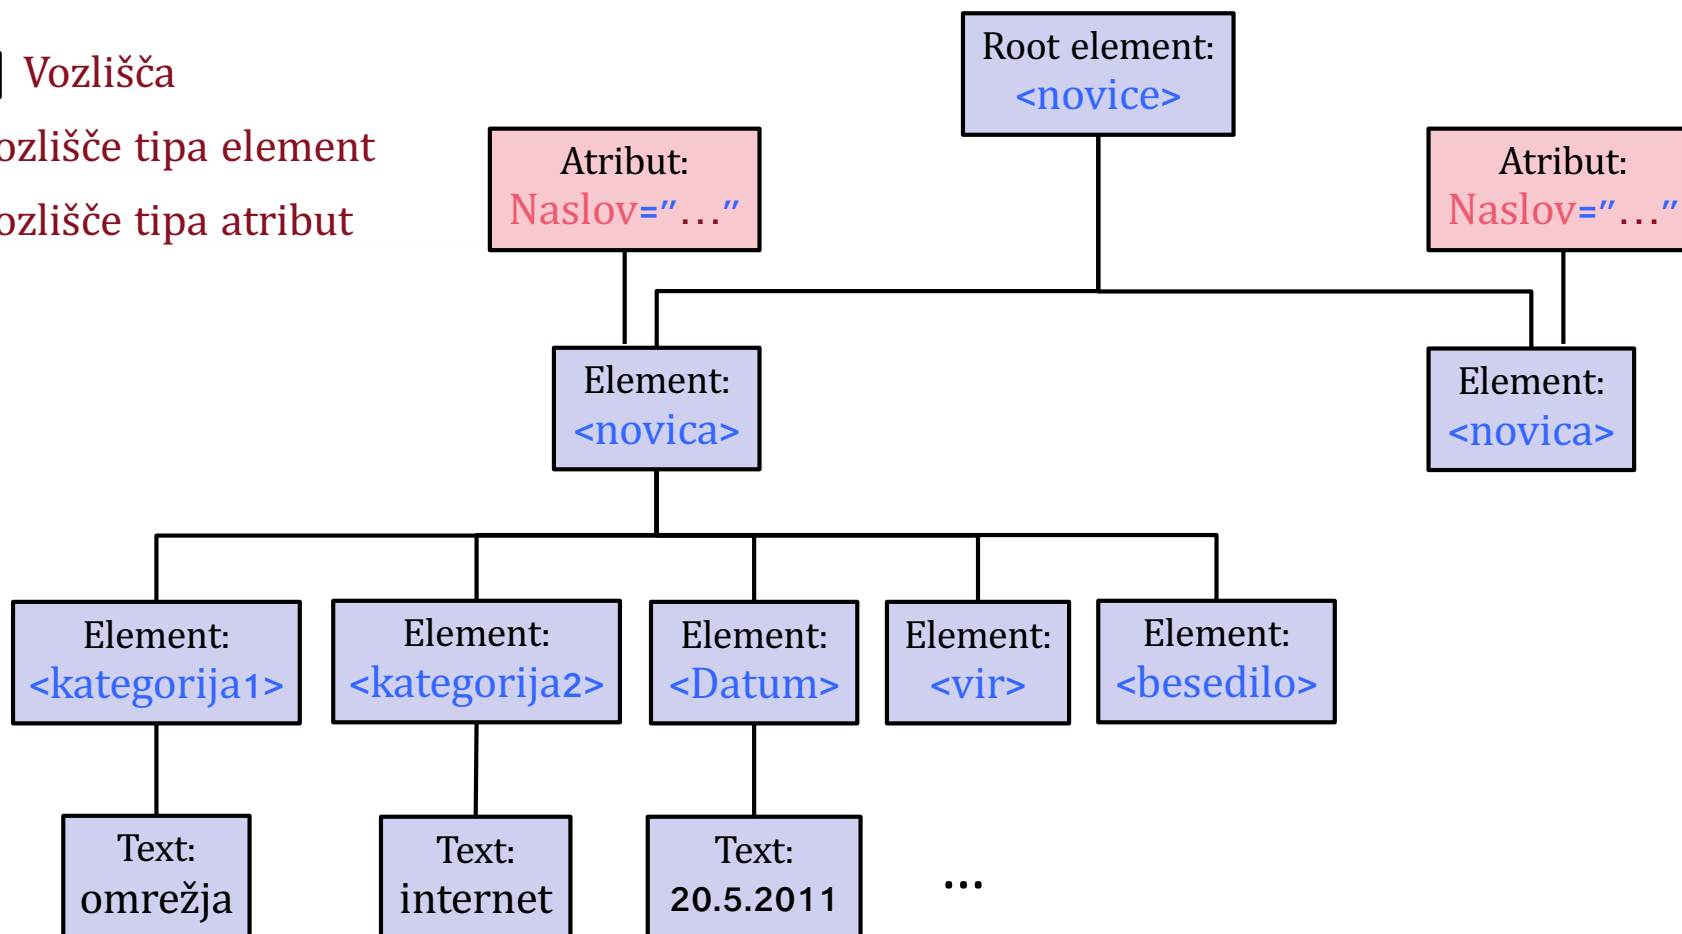 Vozlišča
ozlišče tipa element
ozlišče tipa atribut
Root element:
<novice>
Atribut:
Naslov="..."
Atribut:
Naslov="..."
Element:
<novica>
Element:
<novica>
Element:
<kategorija1>
Element:
<kategorija2>
Element:
<Datum>
Element:
<vir>
Element:
<besedilo>
Text:
omrežja
Text:
internet
Text:
20.5.2011
...